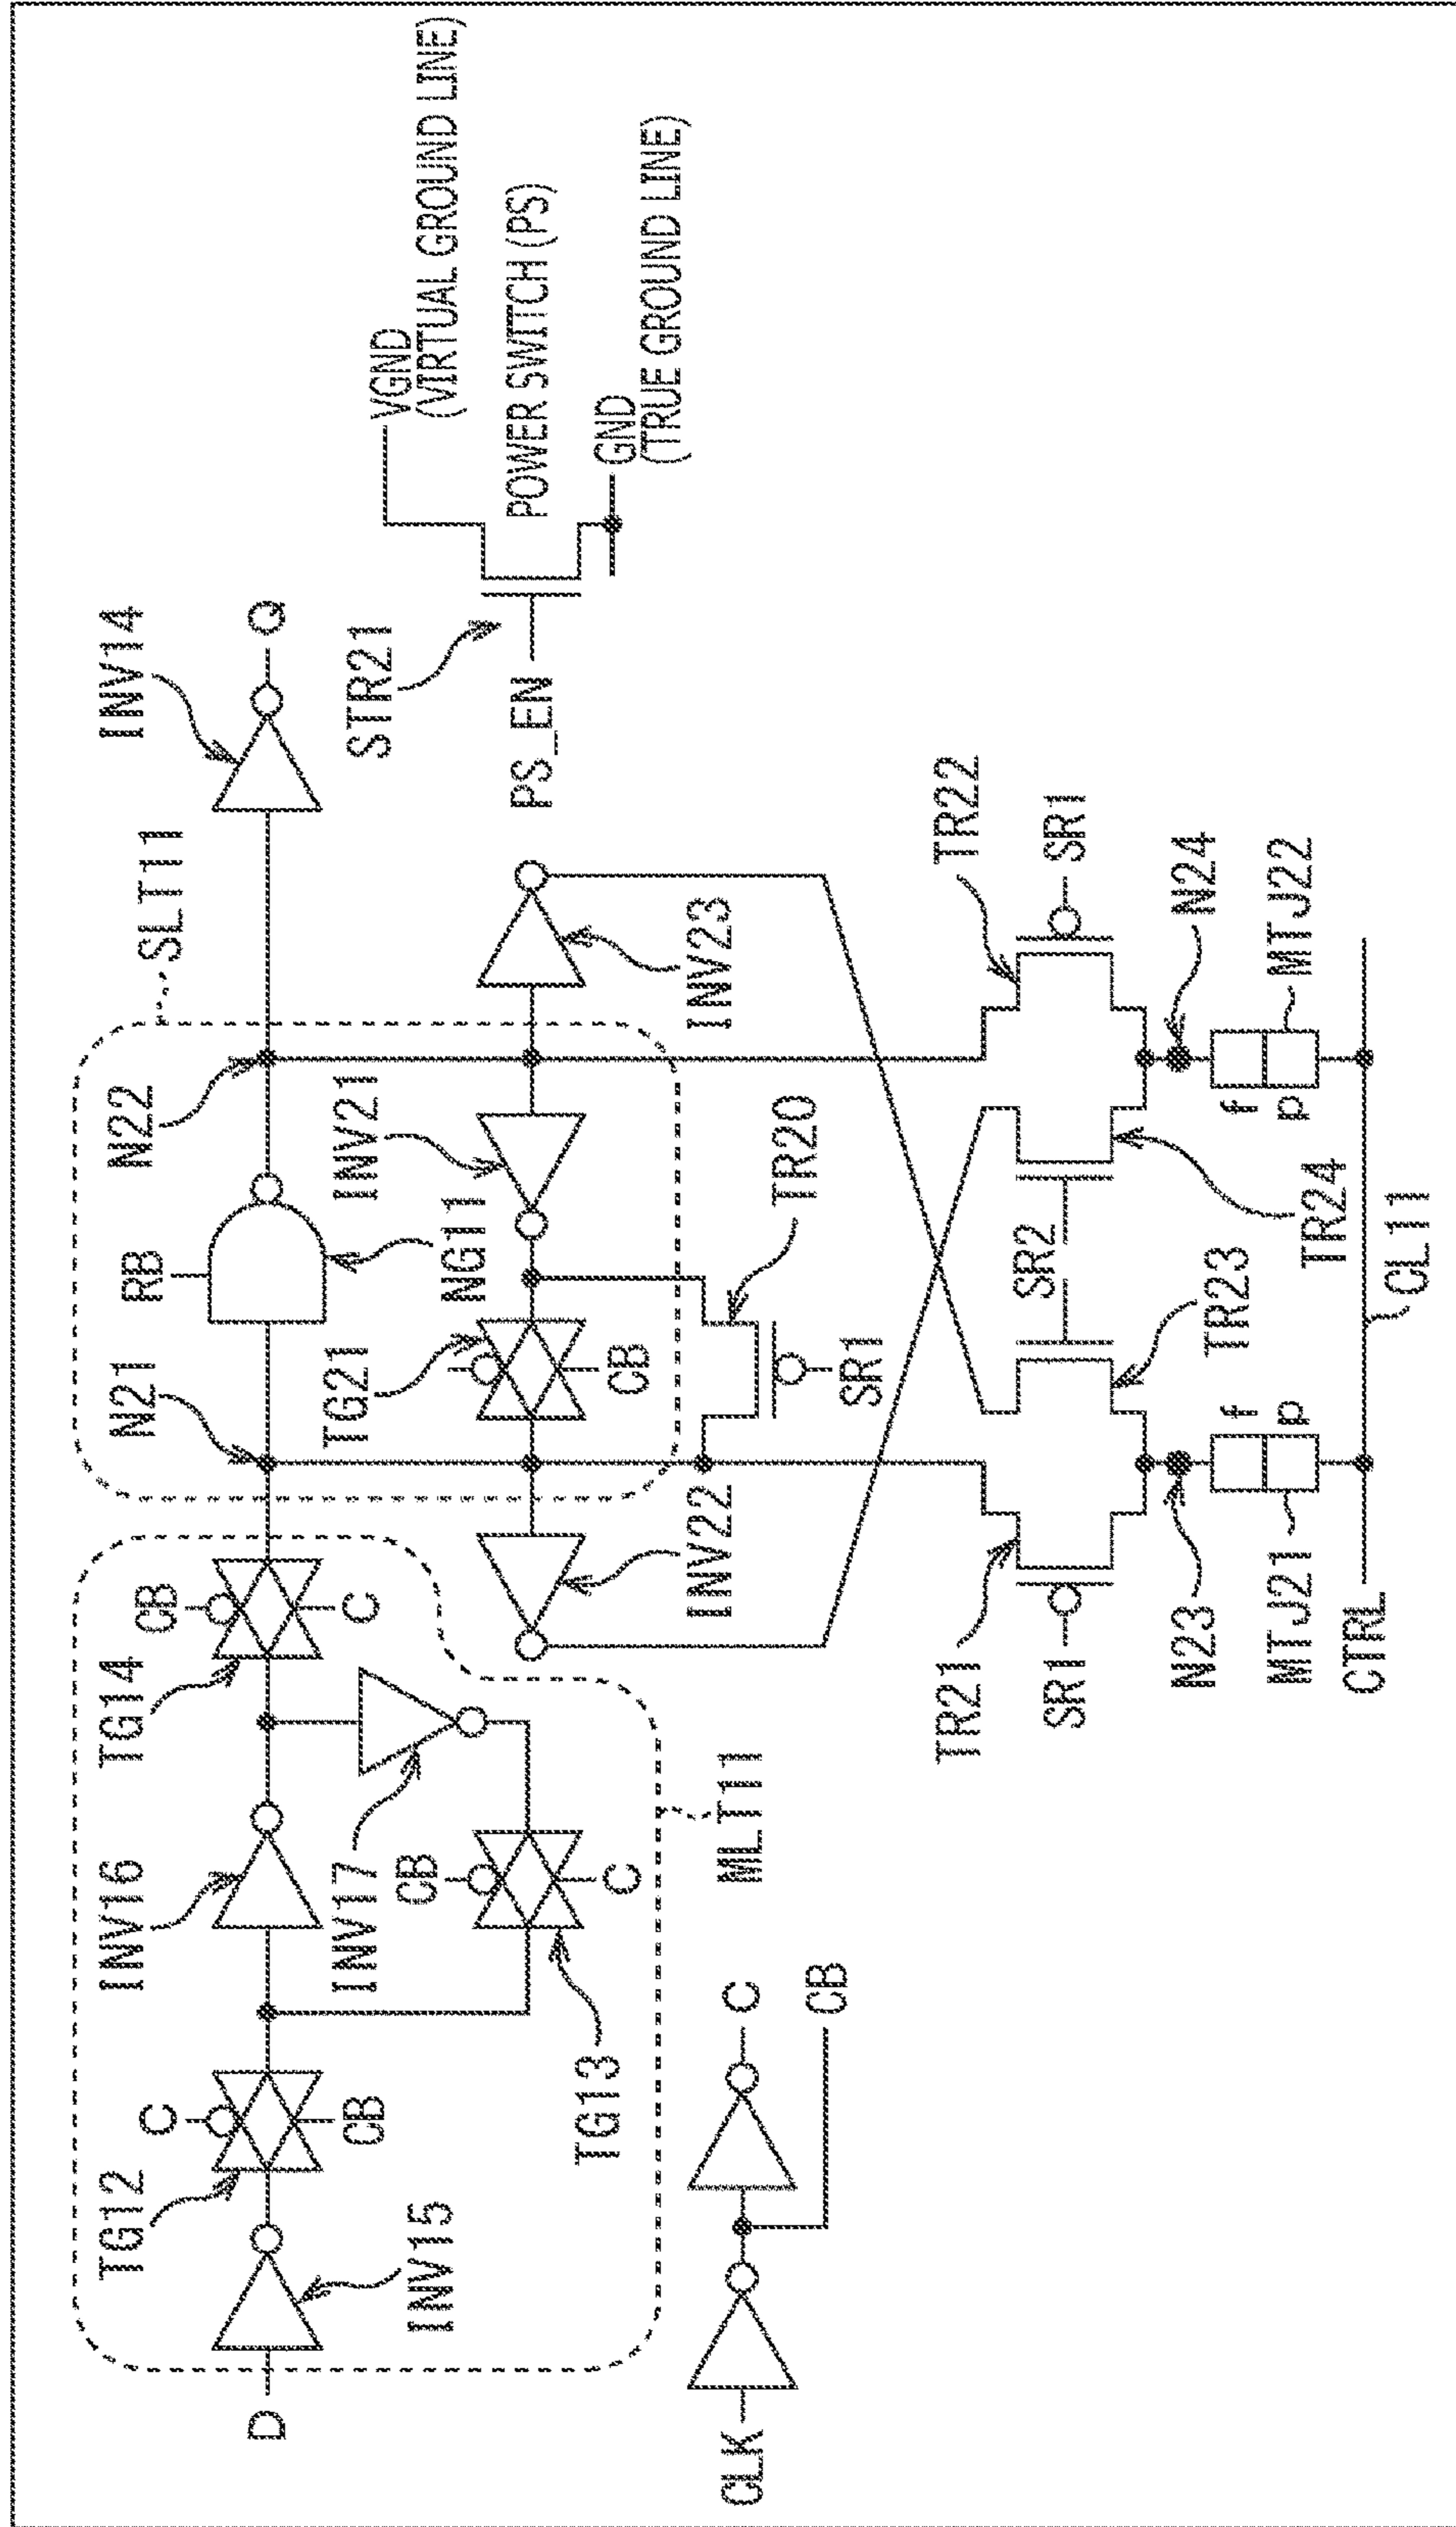 INV14
Q
SLT11
N22
RB
N21
CB
TG14
C
INV16
C
TG12
CB
INV15
D
VGND
(VIRTUAL GROUND LINE)
POWER SWITCH (PS)
GND
(TRUE GROUND LINE)
STR21
PS_EN
INV21
NG11
TG21
CB
INV23
INV22
TR20
SR1
INV17
CB
C
TG13
MLT11
C
CB
CLK
TR22
SR1
N24
MTJ22
f
p
TR24
SR2
TR23
CL11
f
p
TR21
SR1
N23
MTJ21
CTRL